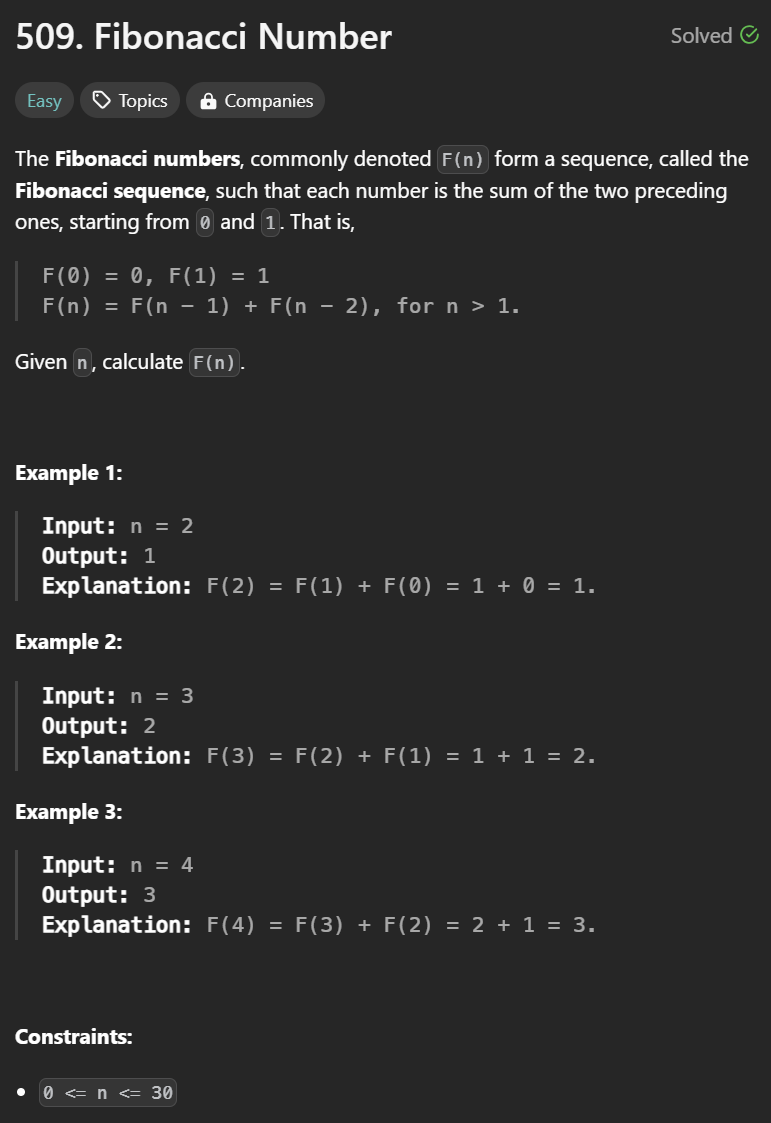 509. Fibonacci Number
Solved
Easy
Topics
Companies
The Fibonacci numbers, commonly denoted F(n) form a sequence, called the
Fibonacci sequence, such that each number is the sum of the two preceding
ones, starting from 0 and 1. That is,
F(0) = 0, F(1) = 1
F(n) = F(n - 1) + F(n - 2), for n > 1.
Given n, calculate F(n).
Example 1:
Input: n = 2
Output: 1
Explanation: F(2) = F(1) + F(0) = 1 + 0 = 1.
Example 2:
Input: n = 3
Output: 2
Explanation: F(3) = F(2) + F(1) = 1 + 1 = 2.
Example 3:
Input: n = 4
Output: 3
Explanation: F(4) = F(3) + F(2) = 2 + 1 = 3.
Constraints:
• 0 <= n <= 30